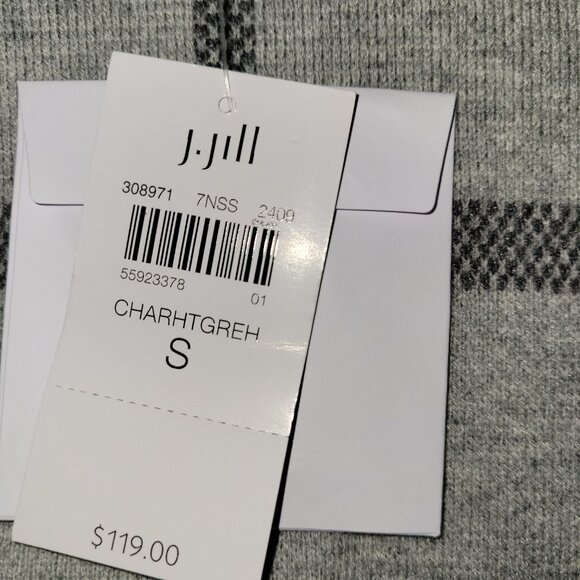 J.Jill
308971 7NSS 2409
55923378 01
CHARHTGREH
S
$119.00